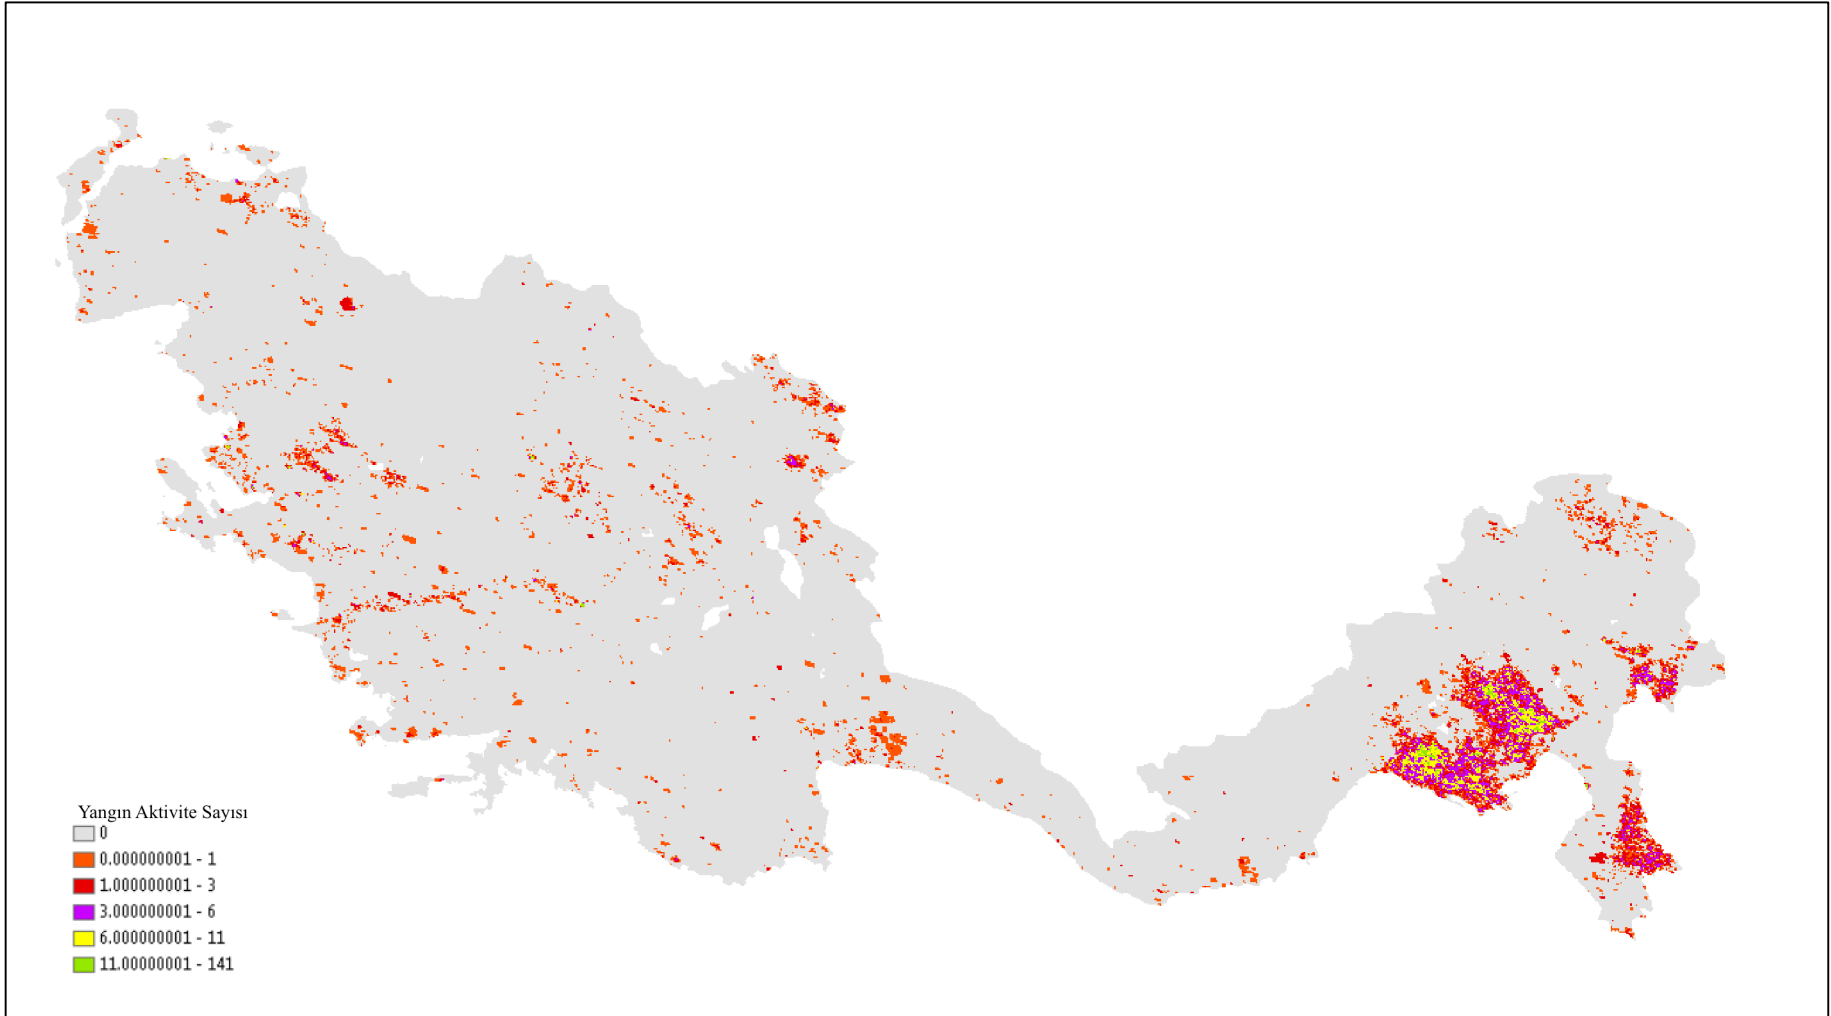 Yangın Aktivite Sayısı
0
0.000000001 - 1
1.000000001 - 3
3.000000001 - 6
6.000000001 - 11
11.00000001 - 141